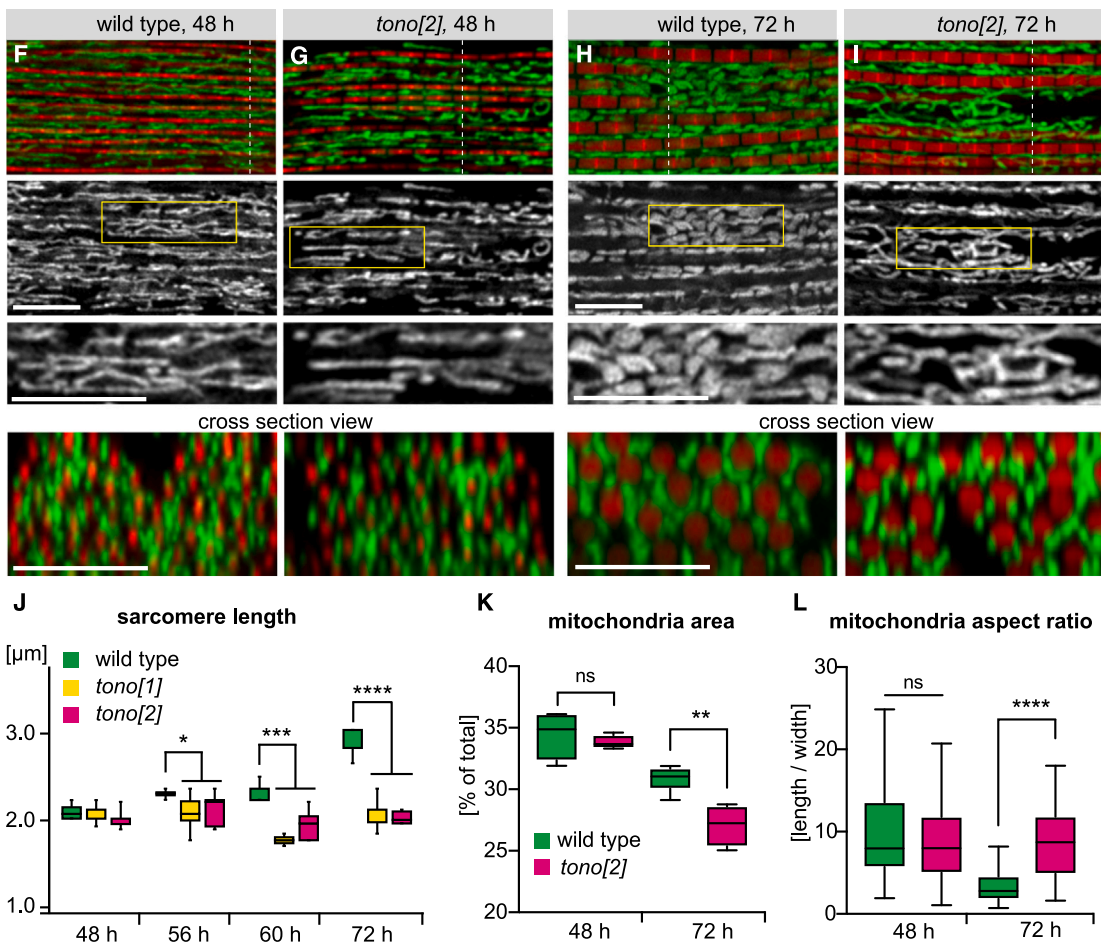 wild type, 48 h
tono[2], 48 h
wild type, 72 h
tono[2], 72 h
F
G
H
I
cross section view
cross section view
J
sarcomere length
[µm]
wild type
tono[1]
tono[2]
3.0
2.0
1.0
*
***
****
48 h
56 h
60 h
72 h
K
mitochondria area
[% of total]
40
35
30
25
20
ns
**
wild type
tono[2]
48 h
72 h
L
mitochondria aspect ratio
[length / width]
30
20
10
0
ns
****
48 h
72 h